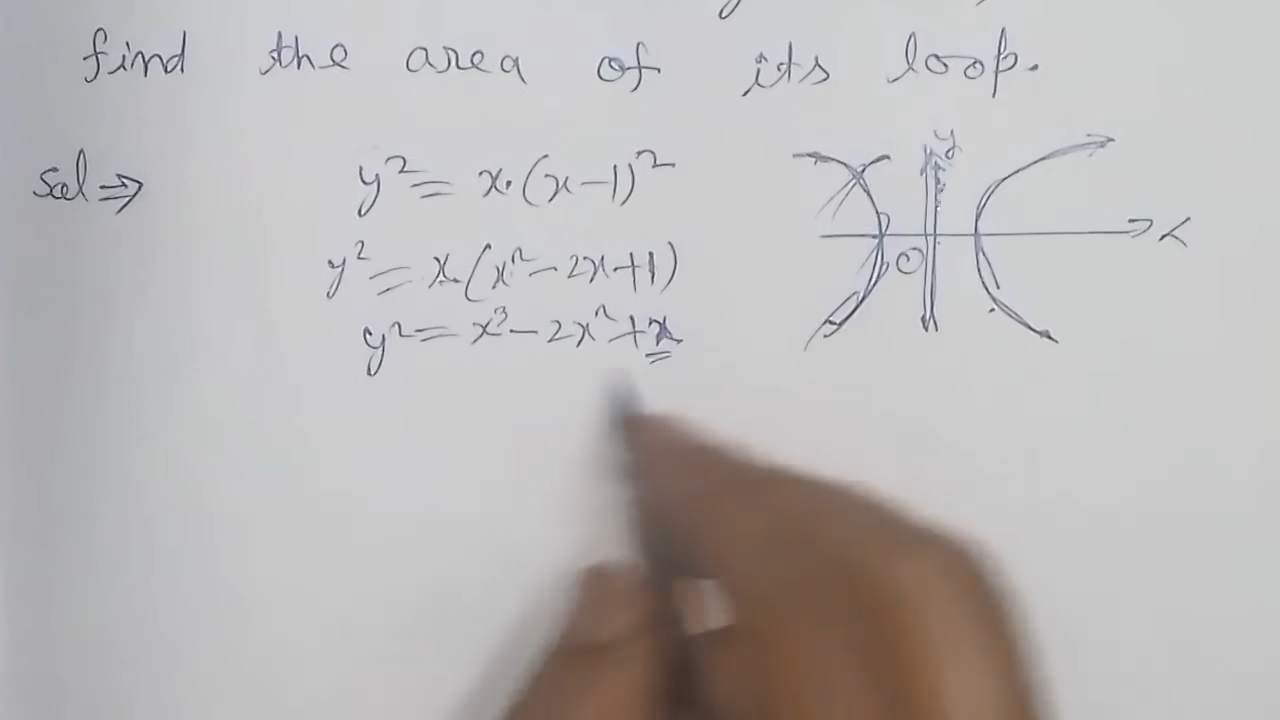 find the area of its loop.
Sol ⇒ y² = x.(x-1)²
y² = x.(x²-2x+1)
y² = x³-2x²+x
y
O
x